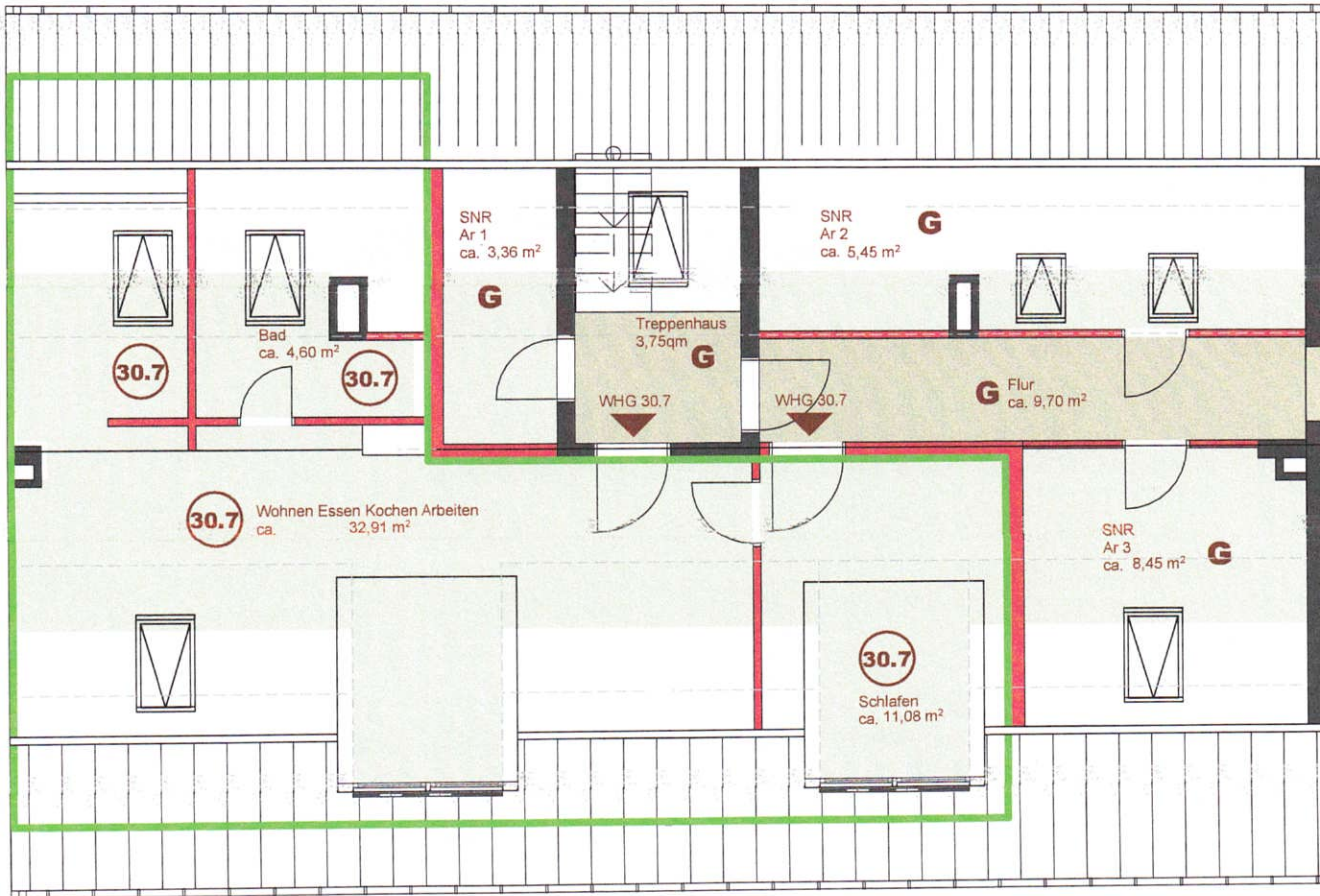 SNR
Ar 1
ca. 3,36 m²
G
SNR
Ar 2
ca. 5,45 m²
G
Bad
ca. 4,60 m²
30.7
30.7
Treppenhaus
3,75qm
G
WHG 30.7
WHG 30.7
G
Flur
ca. 9,70 m²
30.7
Wohnen Essen Kochen Arbeiten
ca. 32,91 m²
SNR
Ar 3
ca. 8,45 m²
G
30.7
Schlafen
ca. 11,08 m²